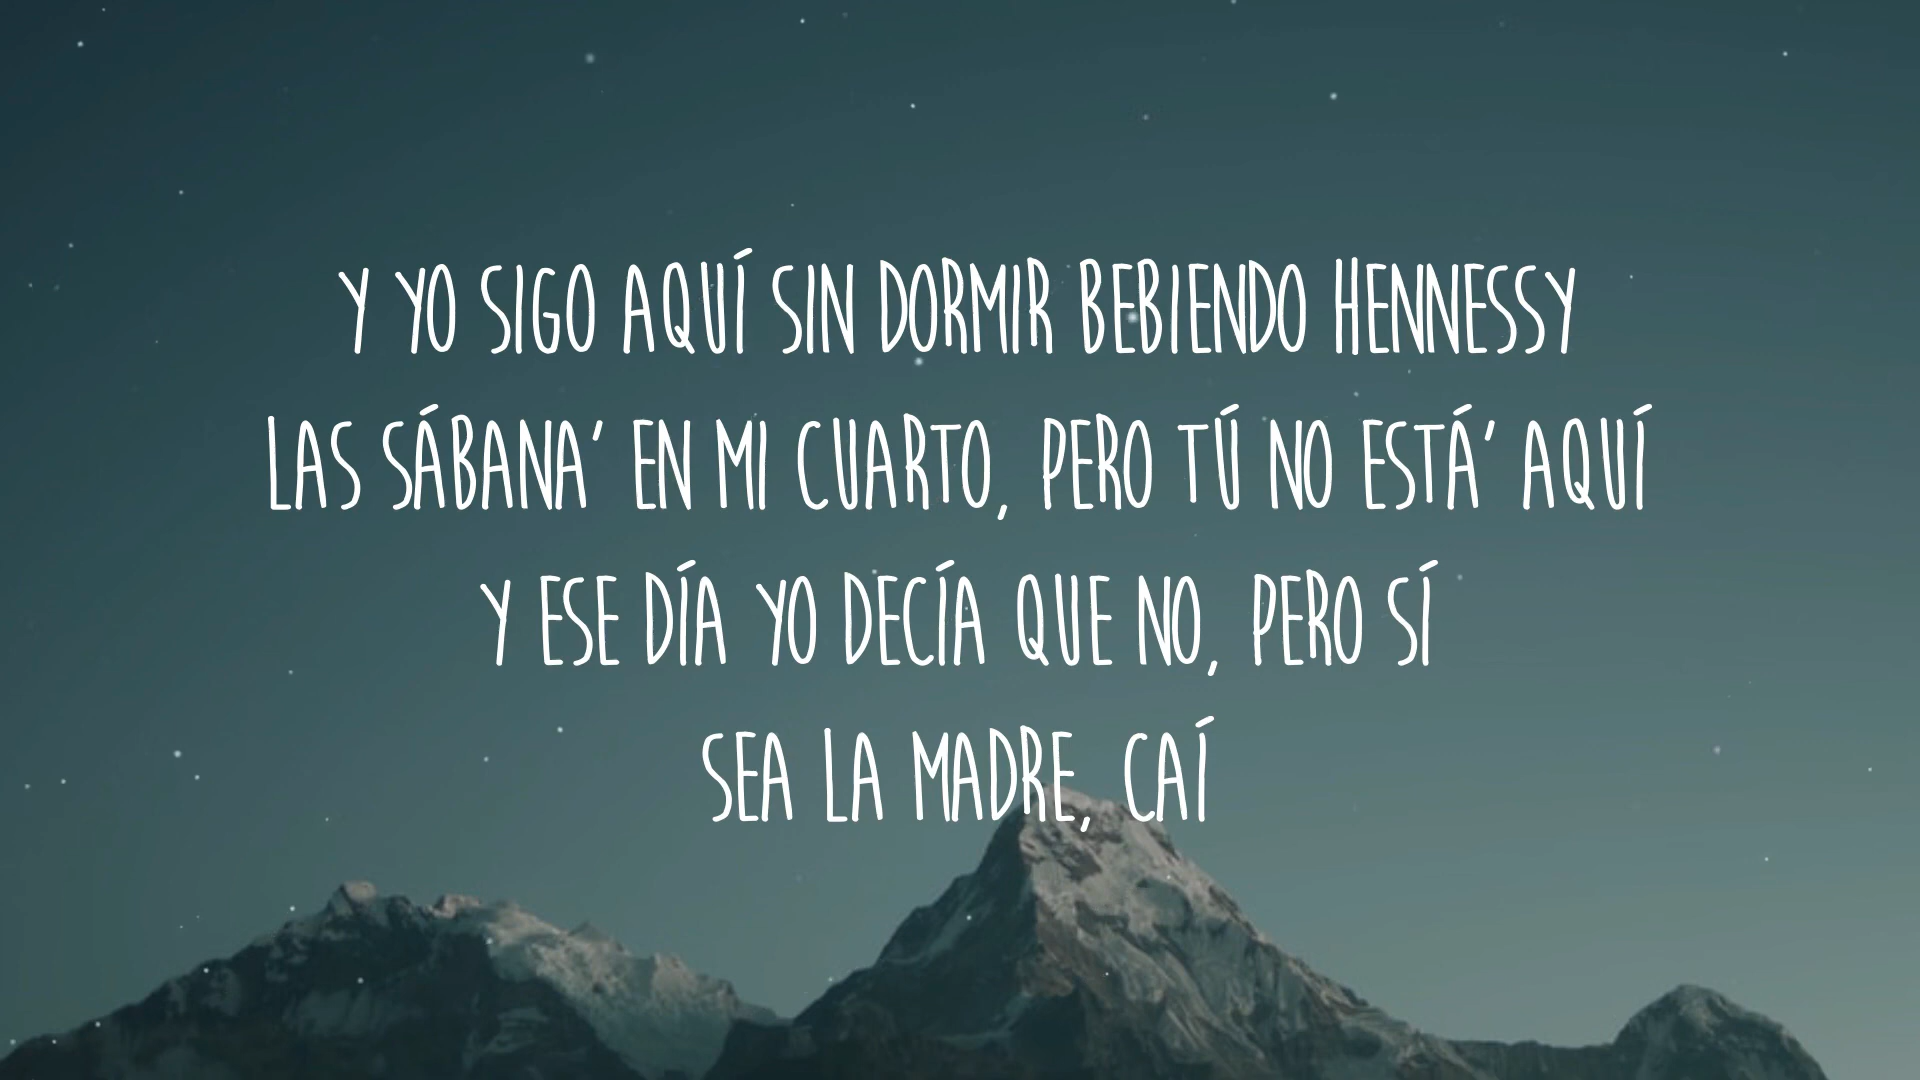 Y YO SIGO AQUÍ SIN DORMIR BEBIENDO HENNESSY
LAS SÁBANA' EN MI CUARTO, PERO TÚ NO ESTÁ' AQUÍ
Y ESE DÍA YO DECÍA QUE NO, PERO SÍ
SEA LA MADRE, CAÍ